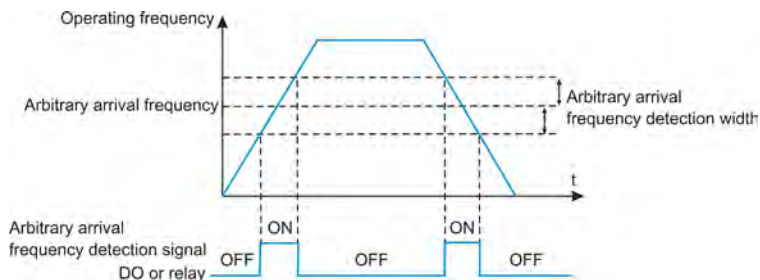 Operating frequency
Arbitrary arrival frequency
Arbitrary arrival
frequency detection width
t
Arbitrary arrival
frequency detection signal
DO or relay
OFF
ON
OFF
ON
OFF